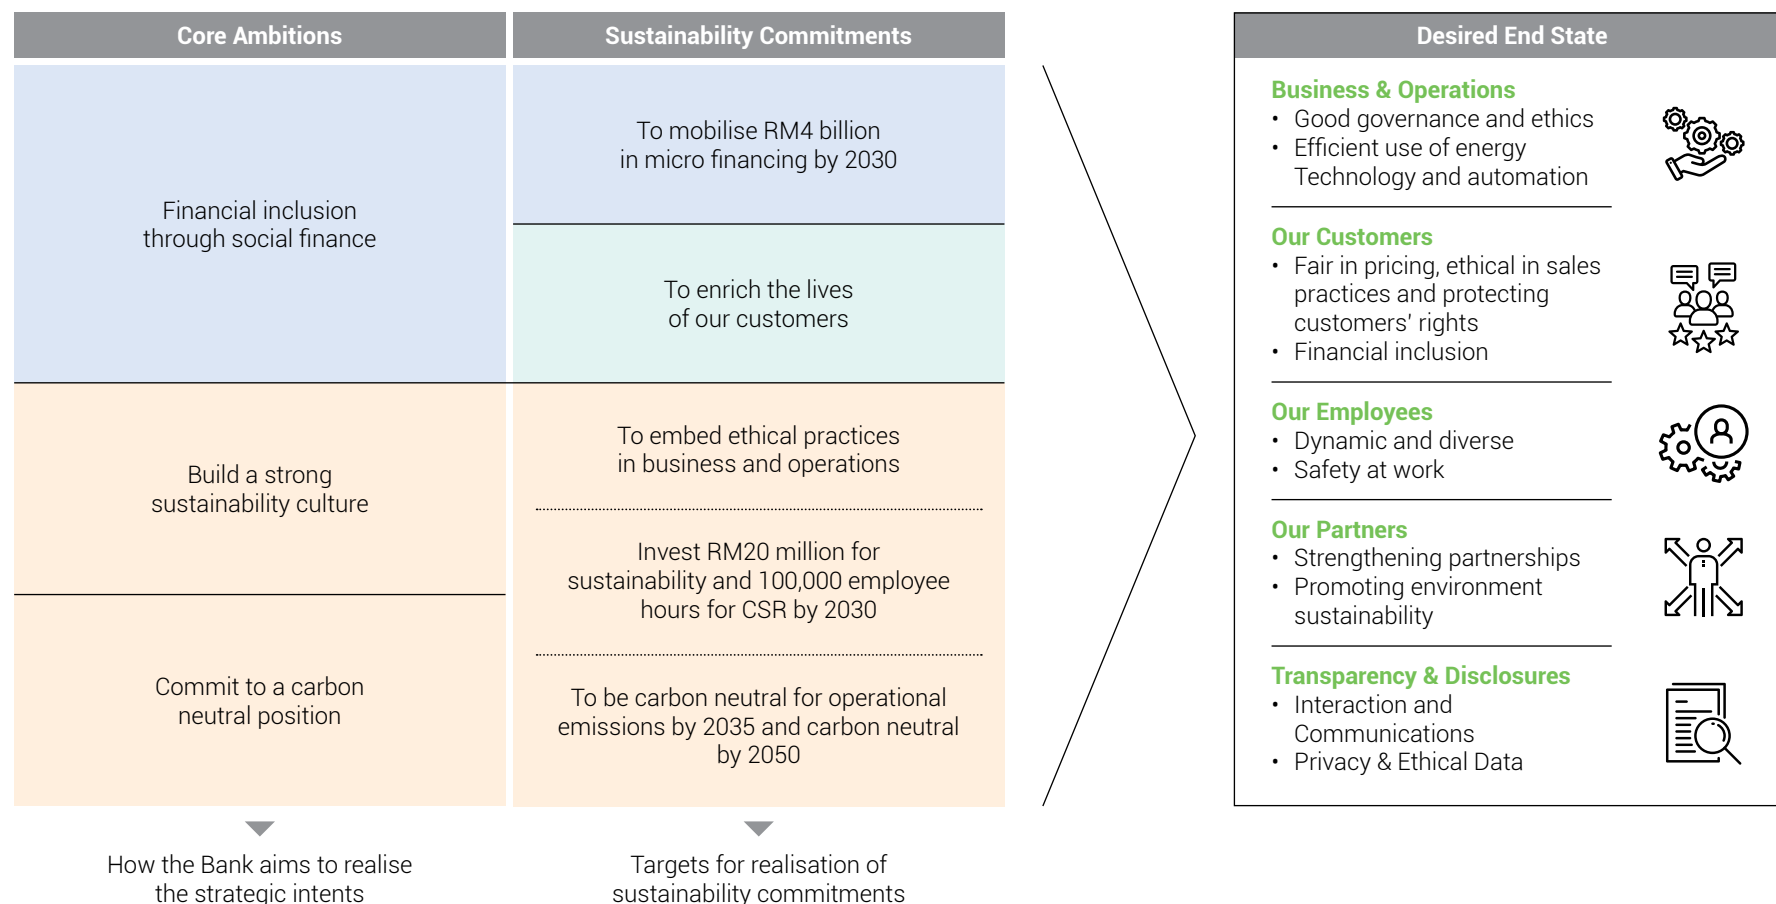 Core Ambitions
Financial inclusion
through social finance
Build a strong
sustainability culture
Commit to a carbon
neutral position
How the Bank aims to realise
the strategic intents
Sustainability Commitments
To mobilise RM4 billion
in micro financing by 2030
To enrich the lives
of our customers
To embed ethical practices
in business and operations
Invest RM20 million for
sustainability and 100,000 employee
hours for CSR by 2030
To be carbon neutral for operational
emissions by 2035 and carbon neutral
by 2050
Targets for realisation of
sustainability commitments
Desired End State
Business & Operations
• Good governance and ethics
• Efficient use of energy
Technology and automation
Our Customers
• Fair in pricing, ethical in sales
practices and protecting
customers' rights
• Financial inclusion
Our Employees
• Dynamic and diverse
• Safety at work
Our Partners
• Strengthening partnerships
• Promoting environment
sustainability
Transparency & Disclosures
• Interaction and
Communications
• Privacy & Ethical Data